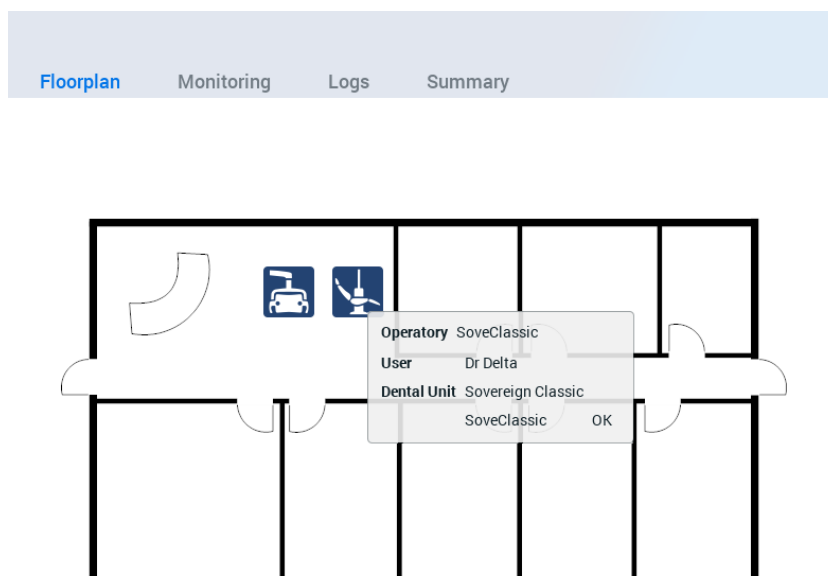 Floorplan Monitoring Logs Summary
Operatory SoveClassic
User Dr Delta
Dental Unit Sovereign Classic
SoveClassic OK